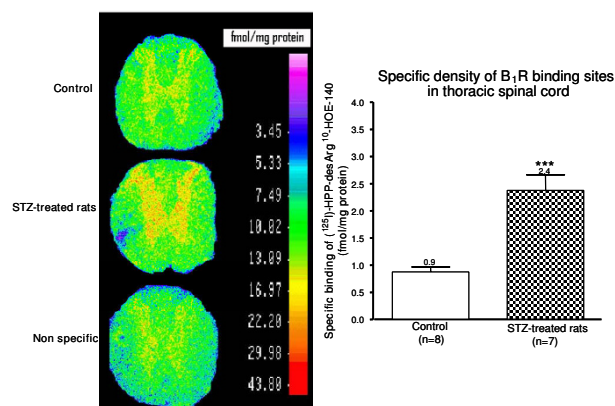 fmol/mg protein
Control
STZ-treated rats
Non specific
3.45
5.33
7.49
10.02
13.09
16.97
22.20
29.98
43.80
Specific density of B1R binding sites
in thoracic spinal cord
Specific binding of (125I)-HPP-desArg10-HOE-140
(fmol/mg protein)
4.0
3.5
3.0
2.5
2.0
1.5
1.0
0.5
0.0
0.9
***
2.4
Control
(n=8)
STZ-treated rats
(n=7)